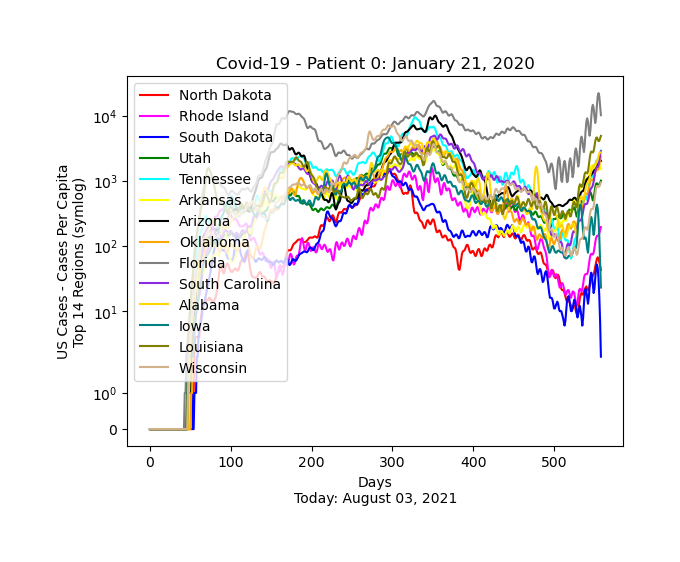 Covid-19 - Patient 0: January 21, 2020
US Cases - Cases Per Capita
Top 14 Regions (symlog)
10^4
10^3
10^2
10^1
10^0
0
North Dakota
Rhode Island
South Dakota
Utah
Tennessee
Arkansas
Arizona
Oklahoma
Florida
South Carolina
Alabama
Iowa
Louisiana
Wisconsin
0 100 200 300 400 500
Days
Today: August 03, 2021